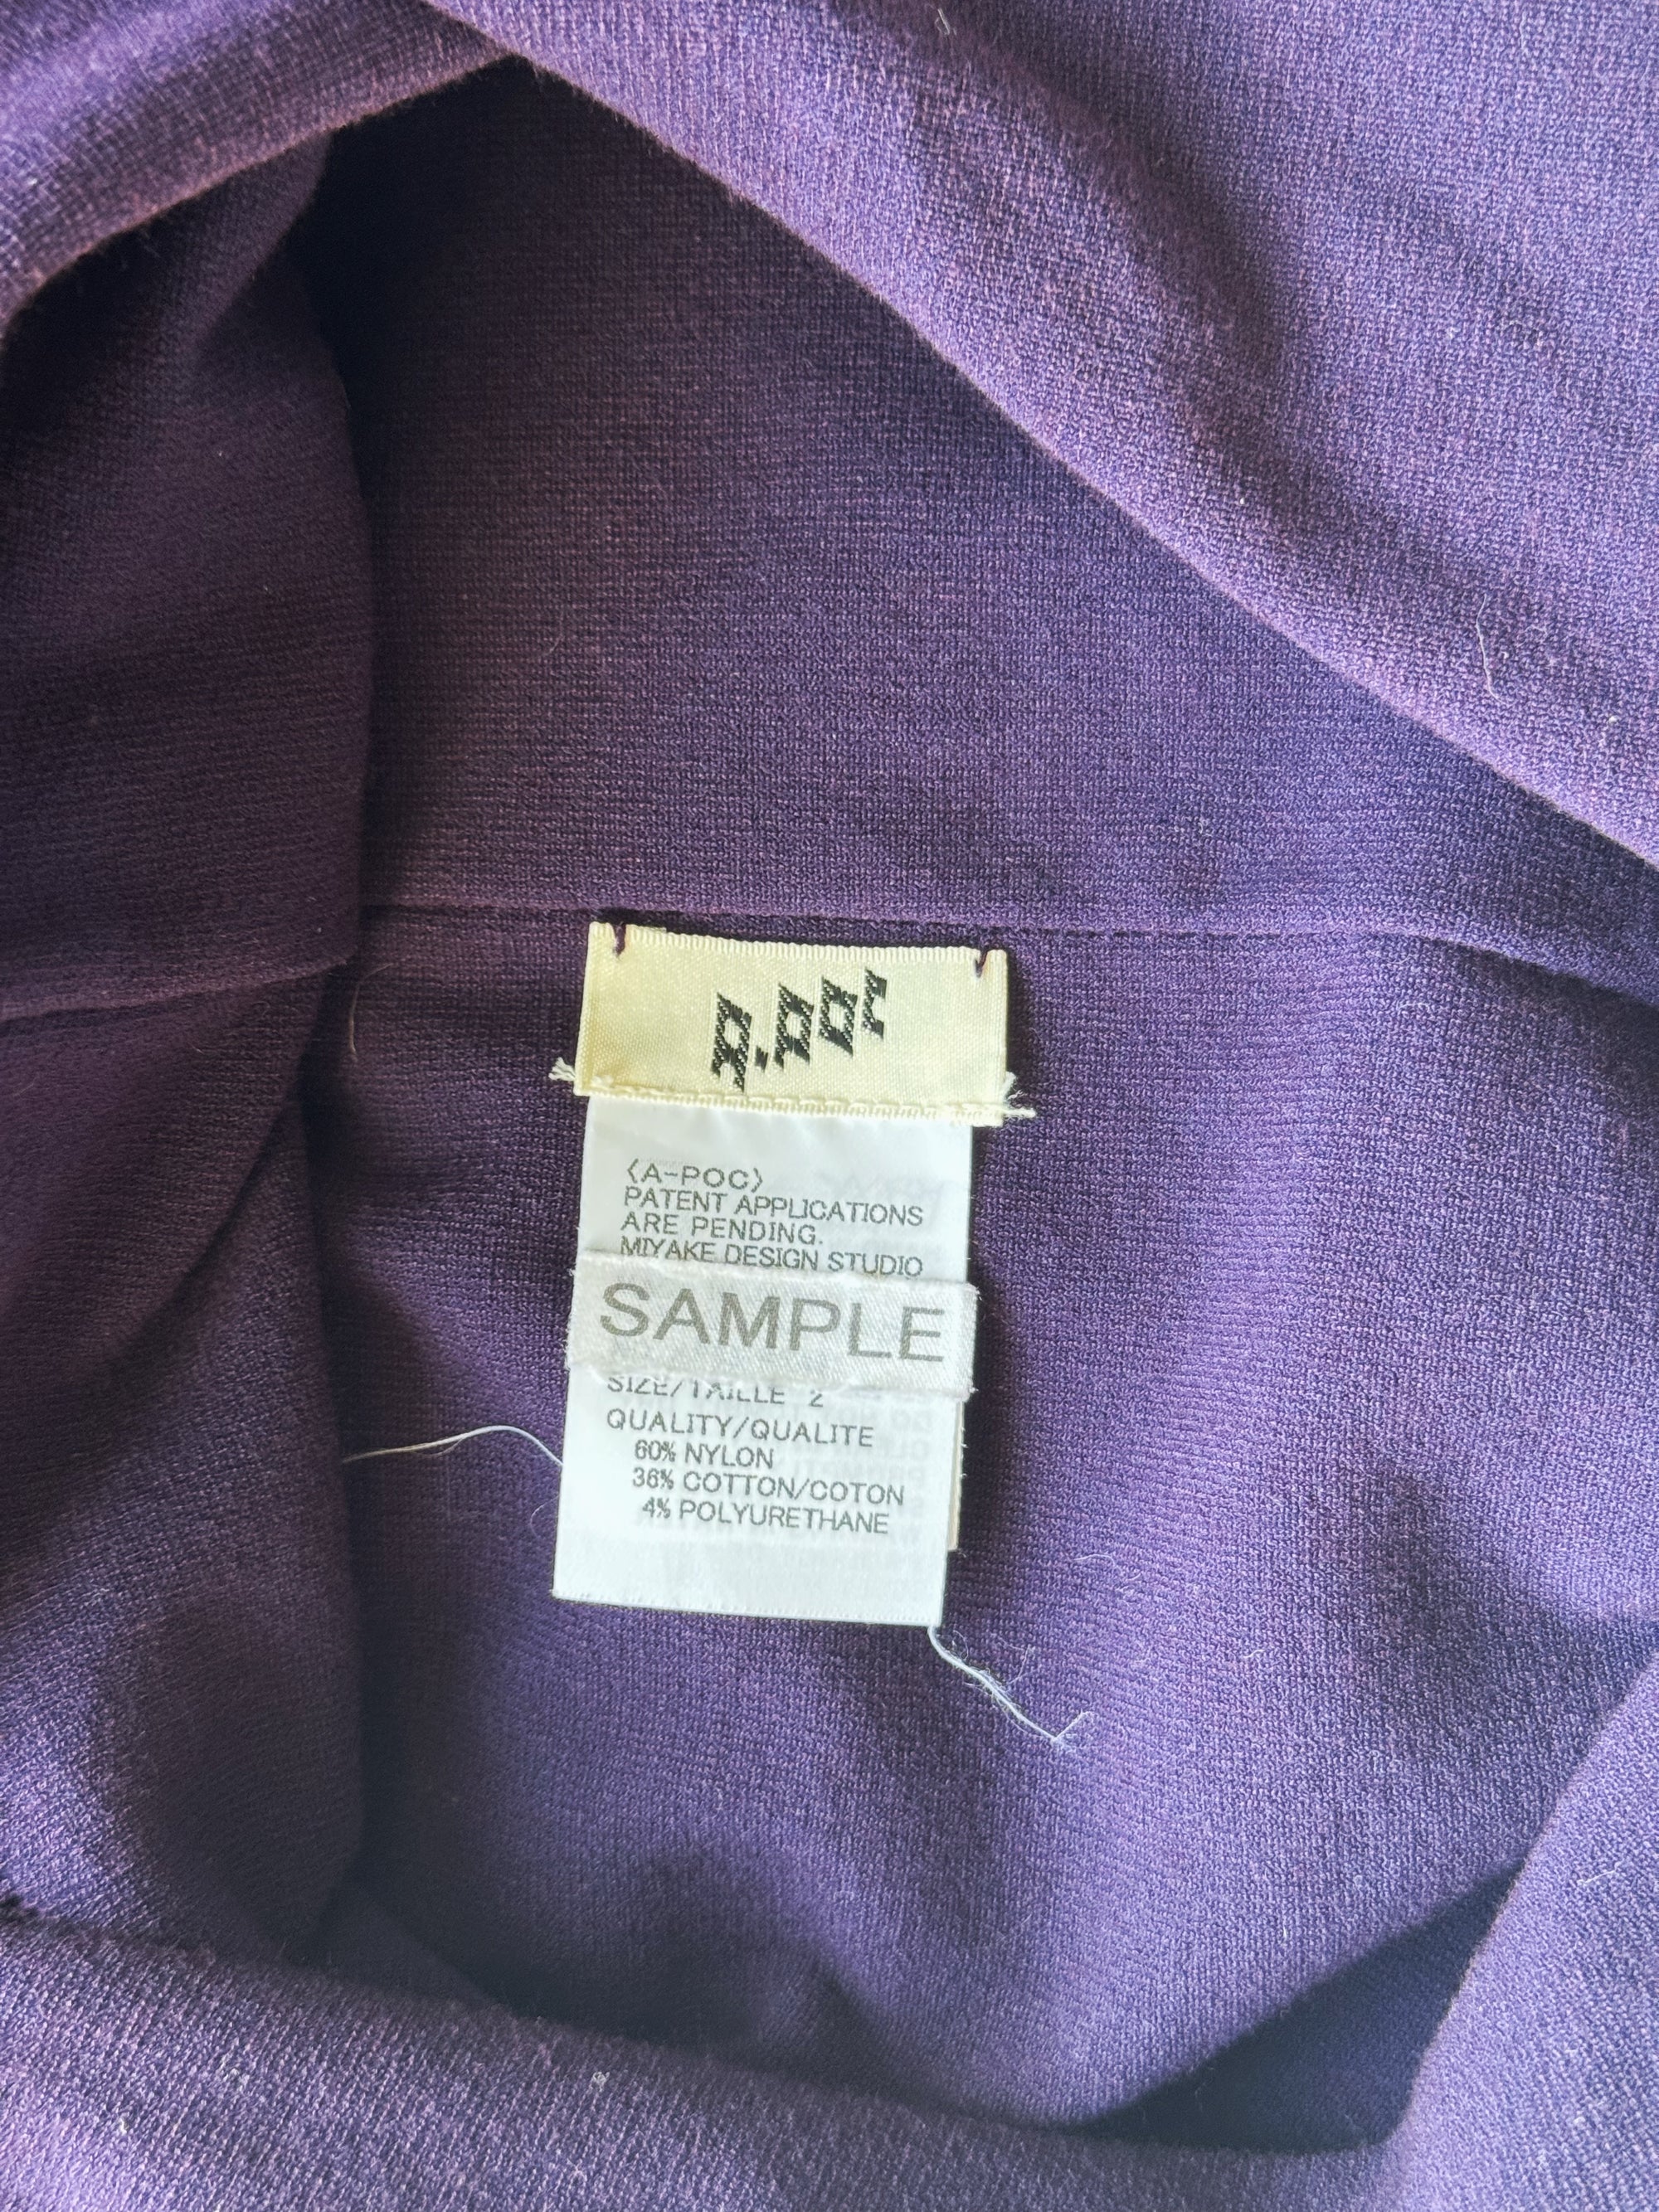 a.poc
〈A-POC〉
PATENT APPLICATIONS
ARE PENDING.
MIYAKE DESIGN STUDIO
SAMPLE
SIZE/TAILLE 2
QUALITY/QUALITE
60% NYLON
36% COTTON/COTON
4% POLYURETHANE